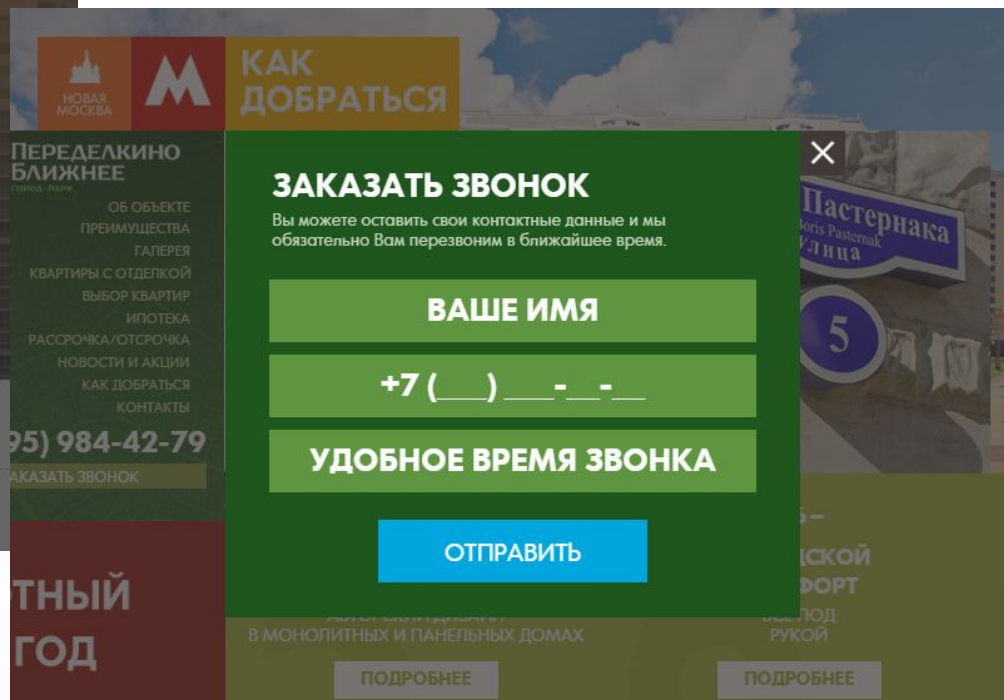 НОВАЯ
МОСКВА
М
КАК
ДОБРАТЬСЯ
ПЕРЕДЕЛКИНО
БЛИЖНЕЕ
ГОРОД-ПАРК
ОБ ОБЪЕКТЕ
ПРЕИМУЩЕСТВА
ГАЛЕРЕЯ
КВАРТИРЫ С ОТДЕЛКОЙ
ВЫБОР КВАРТИР
ИПОТЕКА
РАССРОЧКА/ОТСРОЧКА
НОВОСТИ И АКЦИИ
КАК ДОБРАТЬСЯ
КОНТАКТЫ
95) 984-42-79
АКАЗАТЬ ЗВОНОК
ЗАКАЗАТЬ ЗВОНОК
Вы можете оставить свои контактные данные и мы
обязательно Вам перезвоним в ближайшее время.
ВАШЕ ИМЯ
+7 (___) ___-__-__
УДОБНОЕ ВРЕМЯ ЗВОНКА
ОТПРАВИТЬ
Пастернака
Boris Pasternak
улица
5
ТНЫЙ
ГОД
В МОНОЛИТНЫХ И ПАНЕЛЬНЫХ ДОМАХ
ПОДРОБНЕЕ
ДСКОЙ
ФОРТ
ВСЕ ПОД
РУКОЙ
ПОДРОБНЕЕ